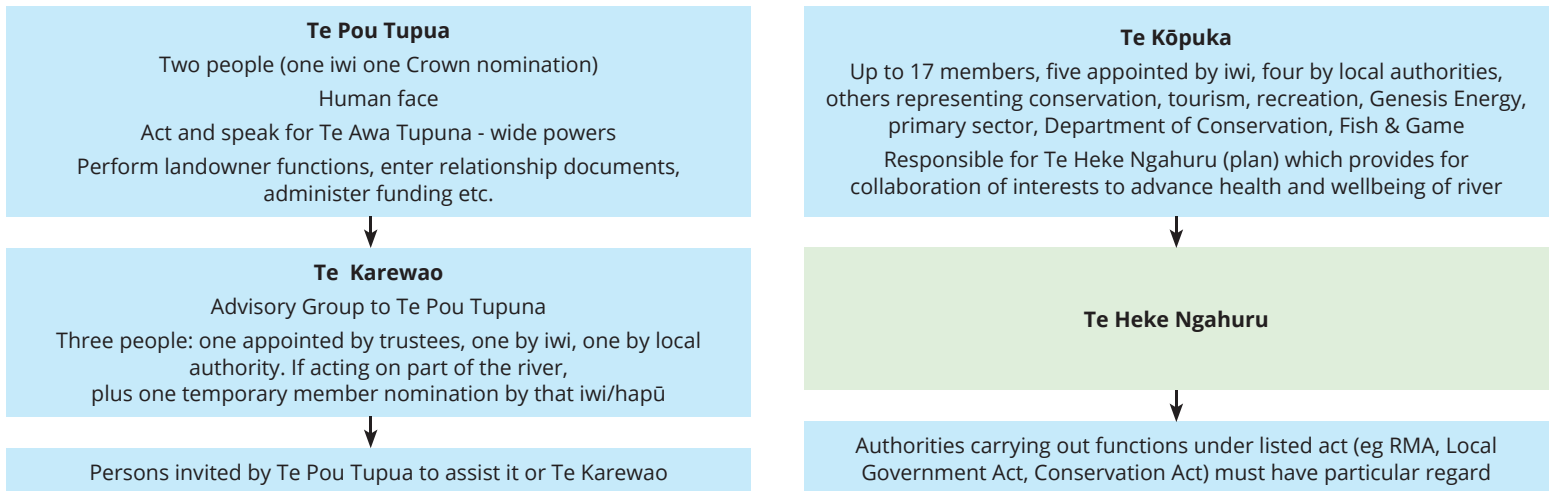 Te Pou Tupua
Two people (one iwi one Crown nomination)
Human face
Act and speak for Te Awa Tupuna - wide powers
Perform landowner functions, enter relationship documents,
administer funding etc.
Te Karewao
Advisory Group to Te Pou Tupuna
Three people: one appointed by trustees, one by iwi, one by local
authority. If acting on part of the river,
plus one temporary member nomination by that iwi/hapū
Persons invited by Te Pou Tupua to assist it or Te Karewao
Te Kōpuka
Up to 17 members, five appointed by iwi, four by local authorities,
others representing conservation, tourism, recreation, Genesis Energy,
primary sector, Department of Conservation, Fish & Game
Responsible for Te Heke Ngahuru (plan) which provides for
collaboration of interests to advance health and wellbeing of river
Te Heke Ngahuru
Authorities carrying out functions under listed act (eg RMA, Local
Government Act, Conservation Act) must have particular regard